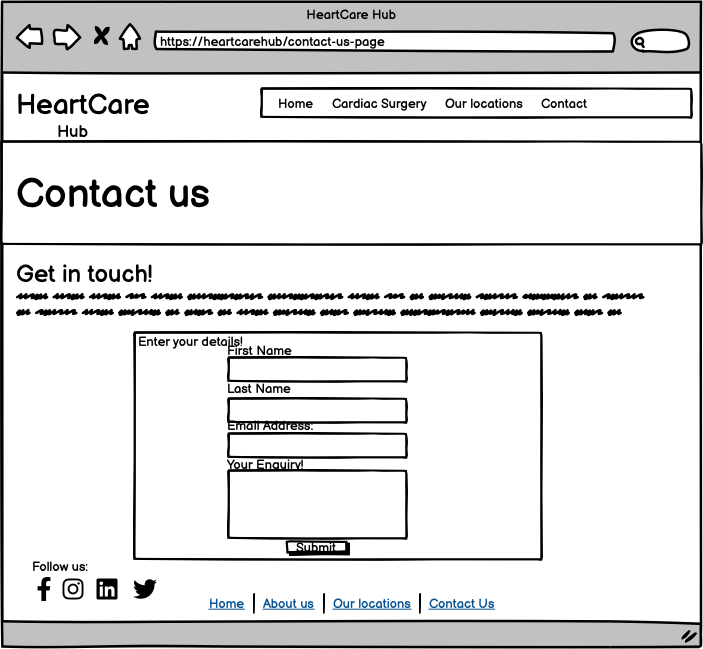 HeartCare Hub
https://heartcarehub/contact-us-page
HeartCare
Hub
Home Cardiac Surgery Our locations Contact
Contact us
Get in touch!
Enter your details!
First Name
Last Name
Email Address:
Your Enquiry!
Submit
Follow us:
Home About us Our locations Contact Us